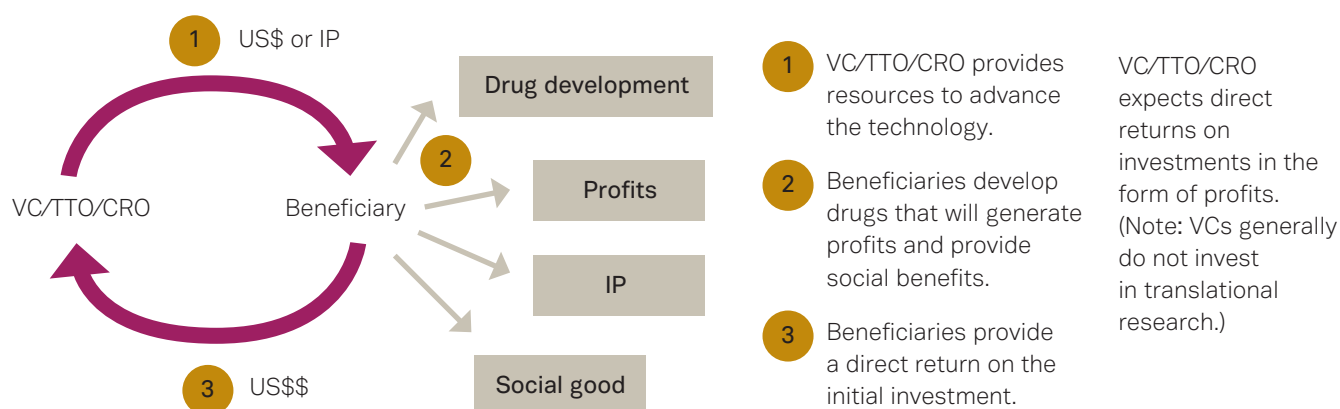 1 US$ or IP
VC/TTO/CRO
Beneficiary
2
Drug development
Profits
IP
Social good
3 US$$
1 VC/TTO/CRO provides
resources to advance
the technology.
2 Beneficiaries develop
drugs that will generate
profits and provide
social benefits.
3 Beneficiaries provide
a direct return on the
initial investment.
VC/TTO/CRO
expects direct
returns on
investments in the
form of profits.
(Note: VCs generally
do not invest
in translational
research.)